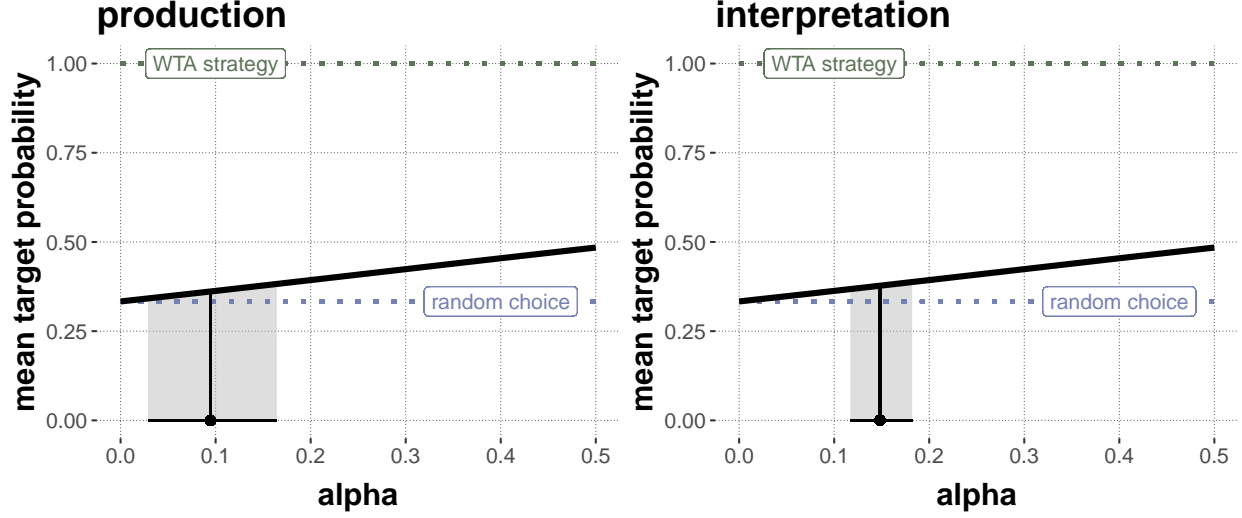 production
mean target probability
1.00
0.75
0.50
0.25
0.00
WTA strategy
random choice
0.0 0.1 0.2 0.3 0.4 0.5
alpha
interpretation
mean target probability
1.00
0.75
0.50
0.25
0.00
WTA strategy
random choice
0.0 0.1 0.2 0.3 0.4 0.5
alpha